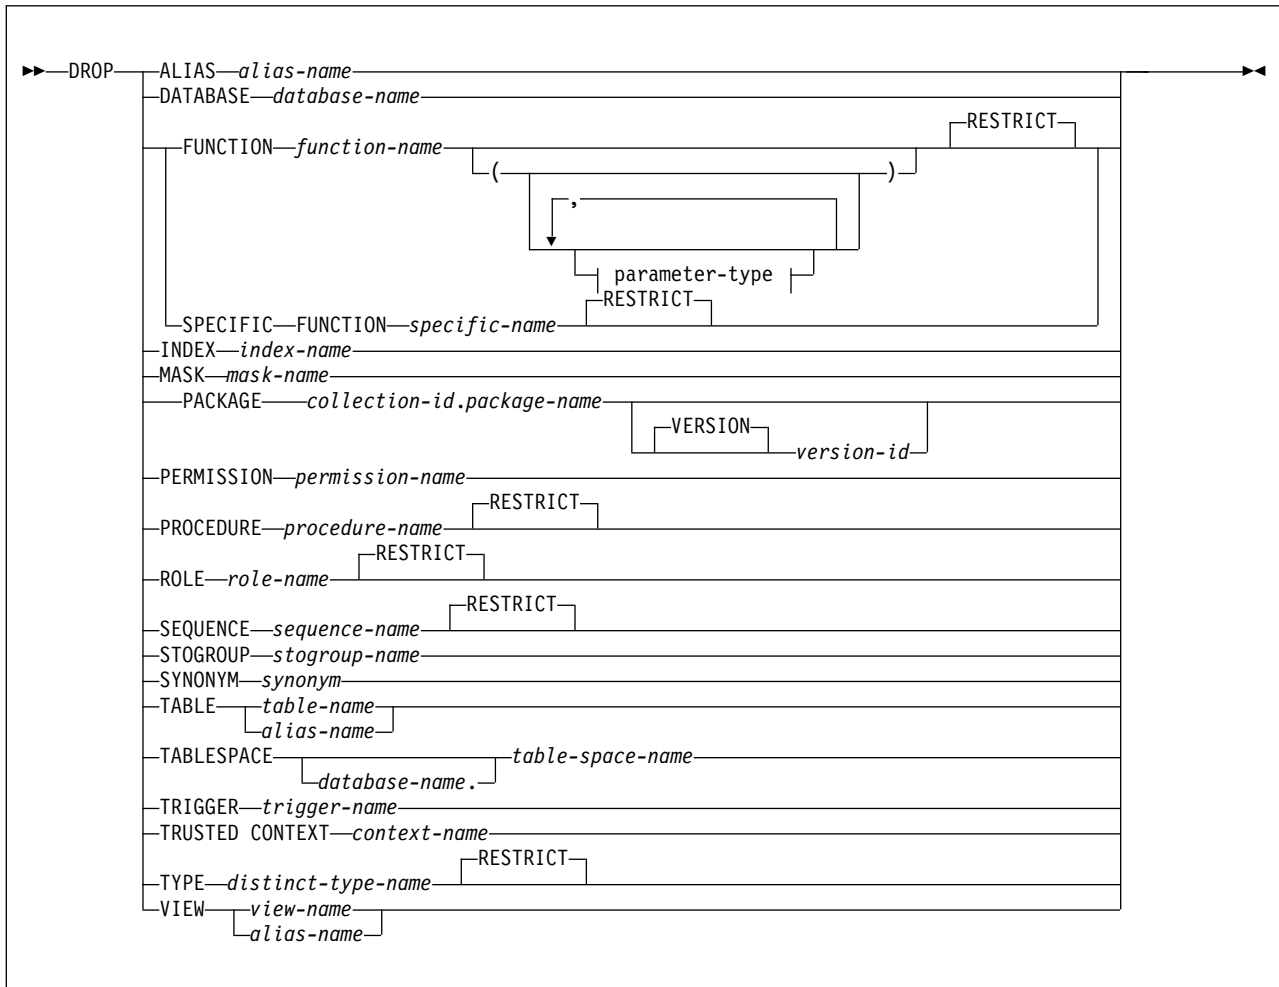 DROP ALIAS alias-name
DATABASE database-name
RESTRICT
FUNCTION function-name
( )
,
parameter-type
RESTRICT
SPECIFIC FUNCTION specific-name
INDEX index-name
MASK mask-name
PACKAGE collection-id.package-name
VERSION
version-id
PERMISSION permission-name
RESTRICT
PROCEDURE procedure-name
RESTRICT
ROLE role-name
RESTRICT
SEQUENCE sequence-name
STOGROUP stogroup-name
SYNONYM synonym
TABLE table-name
alias-name
TABLESPACE table-space-name
database-name.
TRIGGER trigger-name
TRUSTED CONTEXT context-name
RESTRICT
TYPE distinct-type-name
VIEW view-name
alias-name